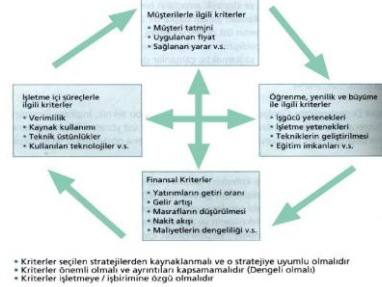 Müşterilerle ilgili kriterler
• Müşteri tatmini
• Uygulanan fiyat
• Sağlanan yarar v.s.
İşletme içi süreçlerle
ilgili kriterler
• Verimlilik
• Kaynak kullanımı
• Teknik üstünlükler
• Kullanılan teknolojiler v.s.
Öğrenme, yenilik ve büyüme
ile ilgili kriterler
• İşgücü yetenekleri
• İşletme yetenekleri
• Tekniklerin geliştirilmesi
• Eğitim imkanları v.s.
Finansal Kriterler
• Yatırımların getiri oranı
• Gelir artışı
• Masrafların düşürülmesi
• Nakit akışı
• Maliyetlerin dengeliliği v.s.
• Kriterler seçilen stratejilerden kaynaklanmalı ve o stratejiye uyumlu olmalıdır
• Kriterler önemli olmalı ve ayrıntıları kapsamamalıdır (Dengeli olmalı)
• Kriterler işletmeye / işbirimine özgü olmalıdır